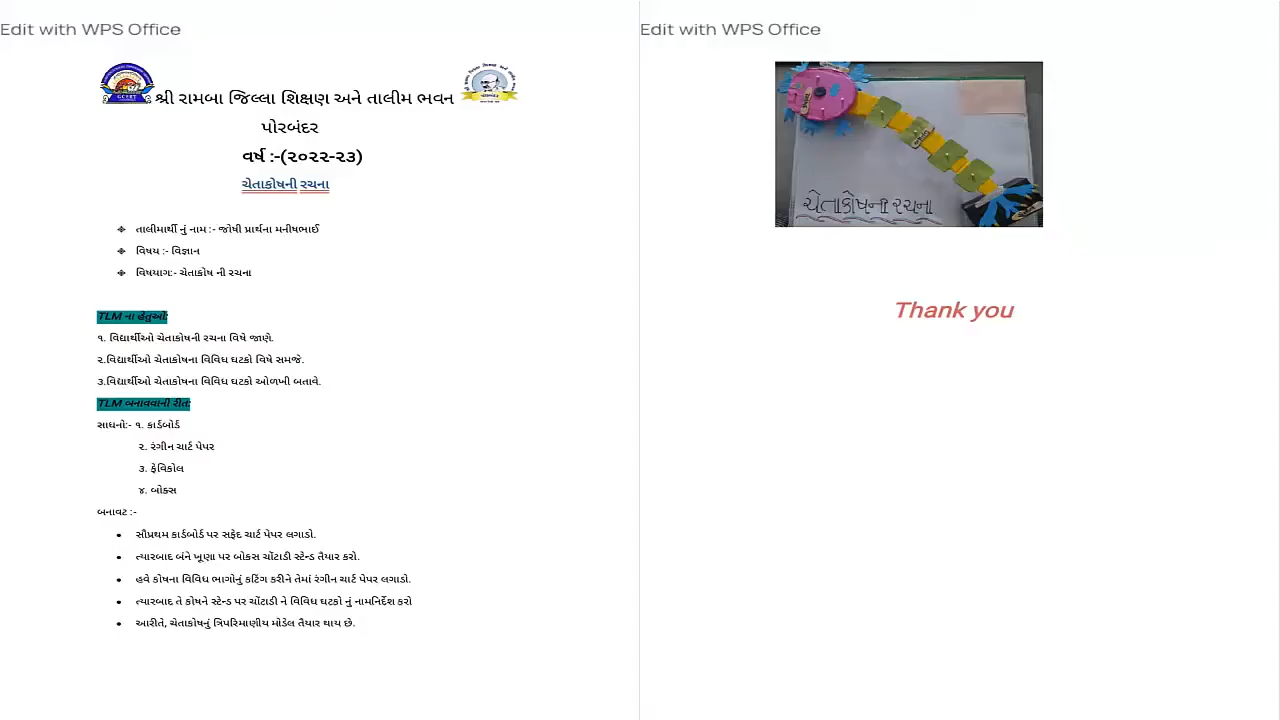 Edit with WPS Office
શ્રી રામબા જિલ્લા શિક્ષણ અને તાલીમ ભવન
પોરબંદર
વર્ષ :-(૨૦૨૨-૨૩)
ચેતાકોષની રચના
તાલીમાર્થી નું નામ :- જોષી પ્રાર્થના મનીષભાઈ
વિષય :- વિજ્ઞાન
વિષયાગ:- ચેતાકોષ ની રચના
TLM ના હેતુઓ:
૧. વિદ્યાર્થીઓ ચેતાકોષની રચના વિષે જાણે.
૨.વિદ્યાર્થીઓ ચેતાકોષના વિવિધ ઘટકો વિષે સમજે.
૩.વિદ્યાર્થીઓ ચેતાકોષના વિવિધ ઘટકો ઓળખી બતાવે.
TLM બનાવવાની રીત:
સાધનો:- ૧. કાર્ડબોર્ડ
૨. રંગીન ચાર્ટ પેપર
૩. ફેવિકોલ
૪. બોક્સ
બનાવટ :-
સૌપ્રથમ કાર્ડબોર્ડ પર સફેદ ચાર્ટ પેપર લગાડો.
ત્યારબાદ બંને ખૂણા પર બોકસ ચોંટાડી સ્ટેન્ડ તૈયાર કરો.
હવે કોષના વિવિધ ભાગોનું કટિંગ કરીને તેમાં રંગીન ચાર્ટ પેપર લગાડો.
ત્યારબાદ તે કોષને સ્ટેન્ડ પર ચોંટાડી ને વિવિધ ઘટકો નું નામનિર્દેશ કરો
આરીતે, ચેતાકોષનું ત્રિપરિમાણીય મોડેલ તૈયાર થાય છે.
Edit with WPS Office
ચેતાકોષની રચના
Thank you